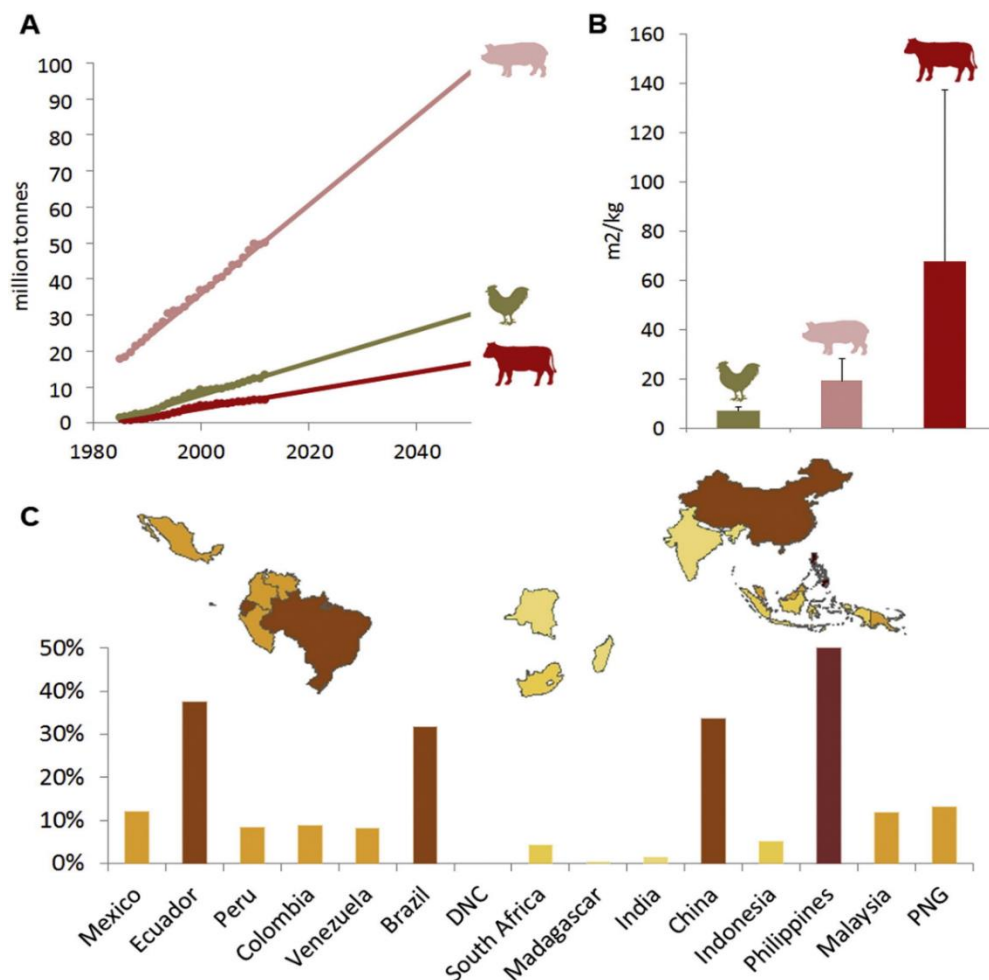 A
million tonnes
100
90
80
70
60
50
40
30
20
10
0
1980 2000 2020 2040
B
m2/kg
160
140
120
100
80
60
40
20
0
C
50%
40%
30%
20%
10%
0%
Mexico
Ecuador
Peru
Colombia
Venezuela
Brazil
DNC
South Africa
Madagascar
India
China
Indonesia
Philippines
Malaysia
PNG